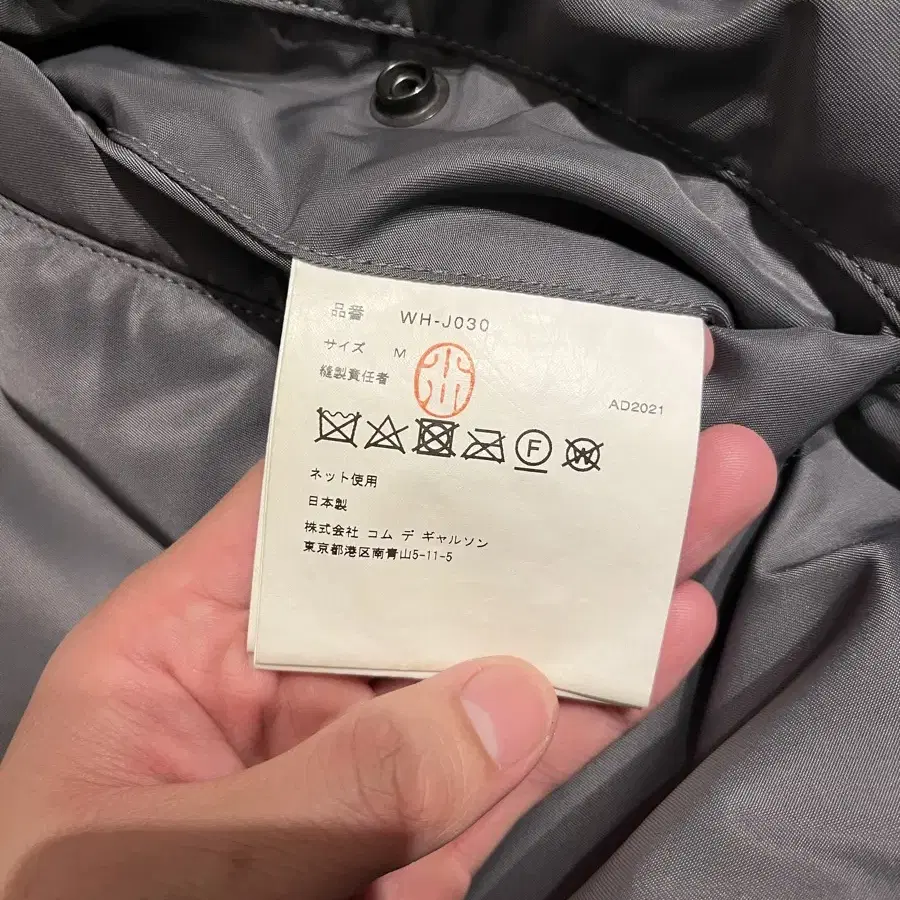 品番 WH-J030
サイズ M
縫製責任者
AD2021
F
W
ネット使用
日本製
株式会社 コム デ ギャルソン
東京都港区南青山5-11-5